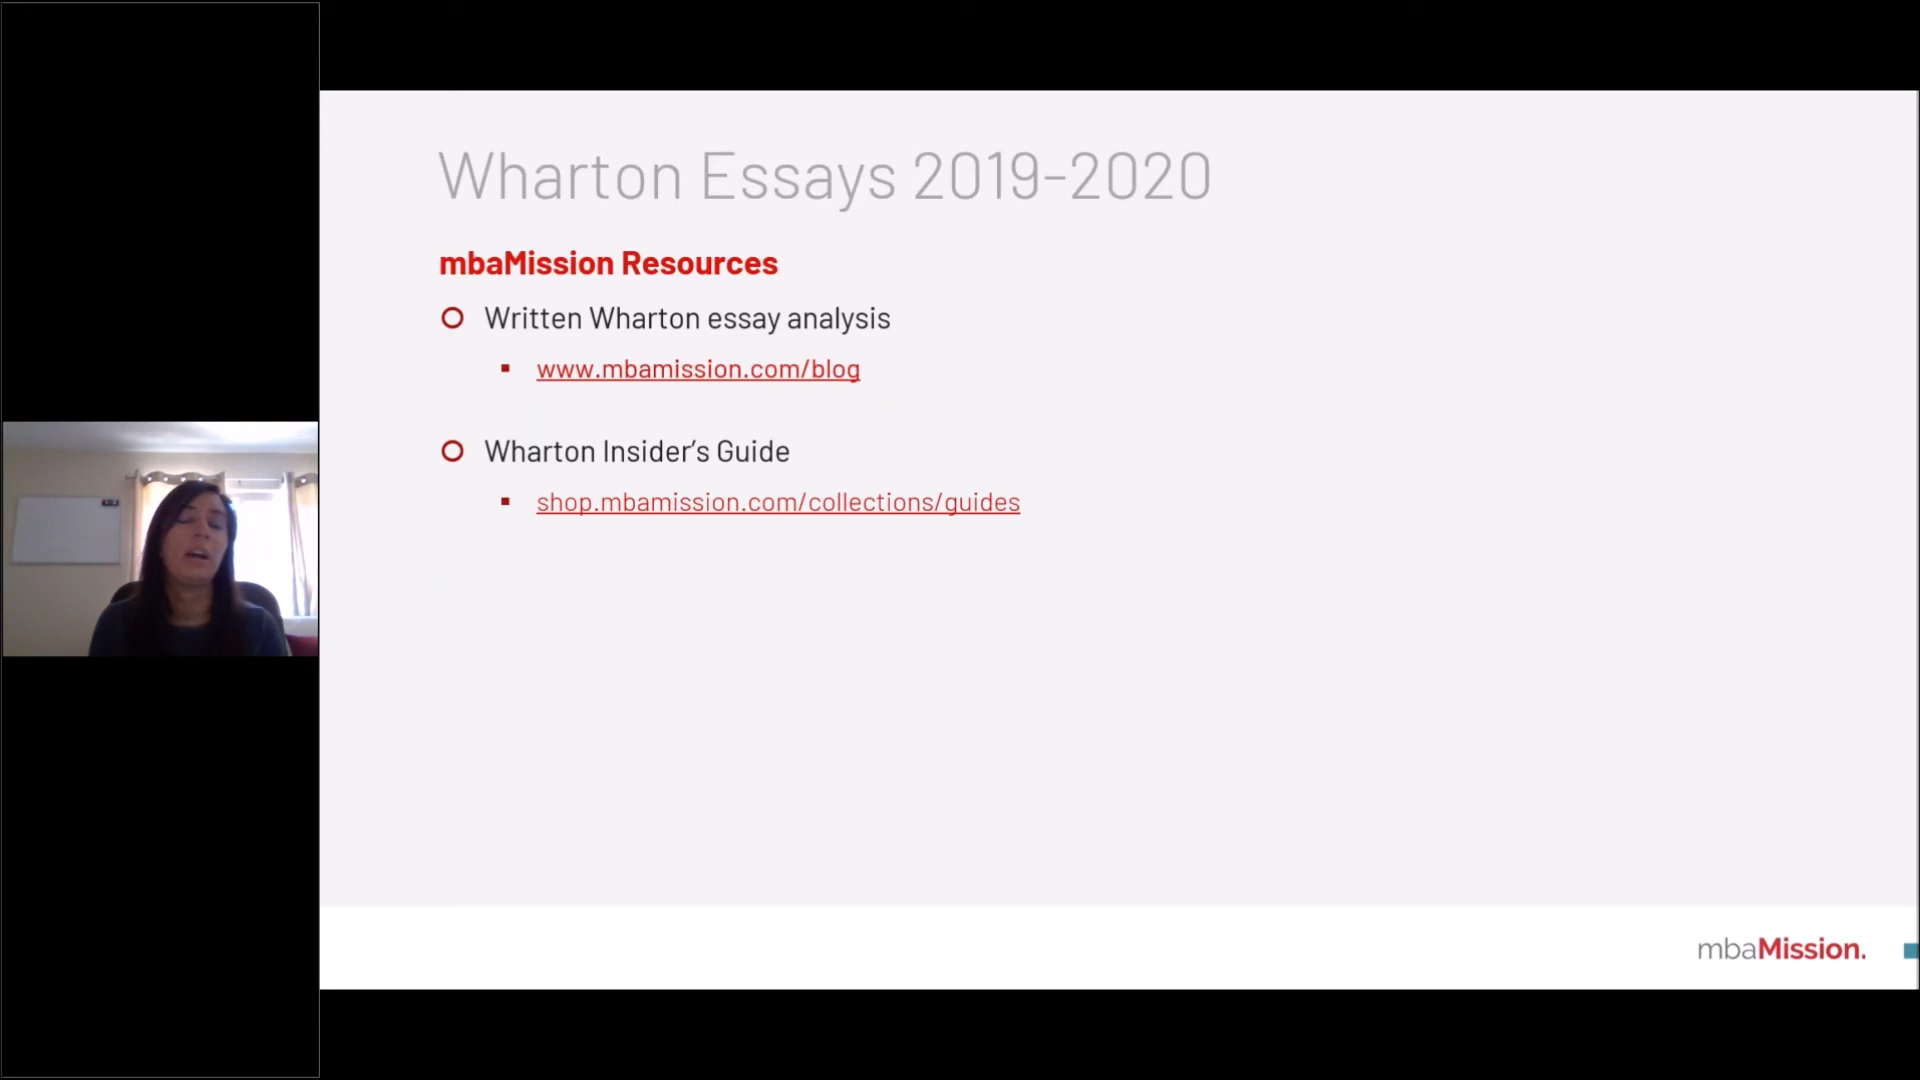 Wharton Essays 2019-2020
mbaMission Resources
Written Wharton essay analysis
www.mbamission.com/blog
Wharton Insider’s Guide
shop.mbamission.com/collections/guides
mbaMission.